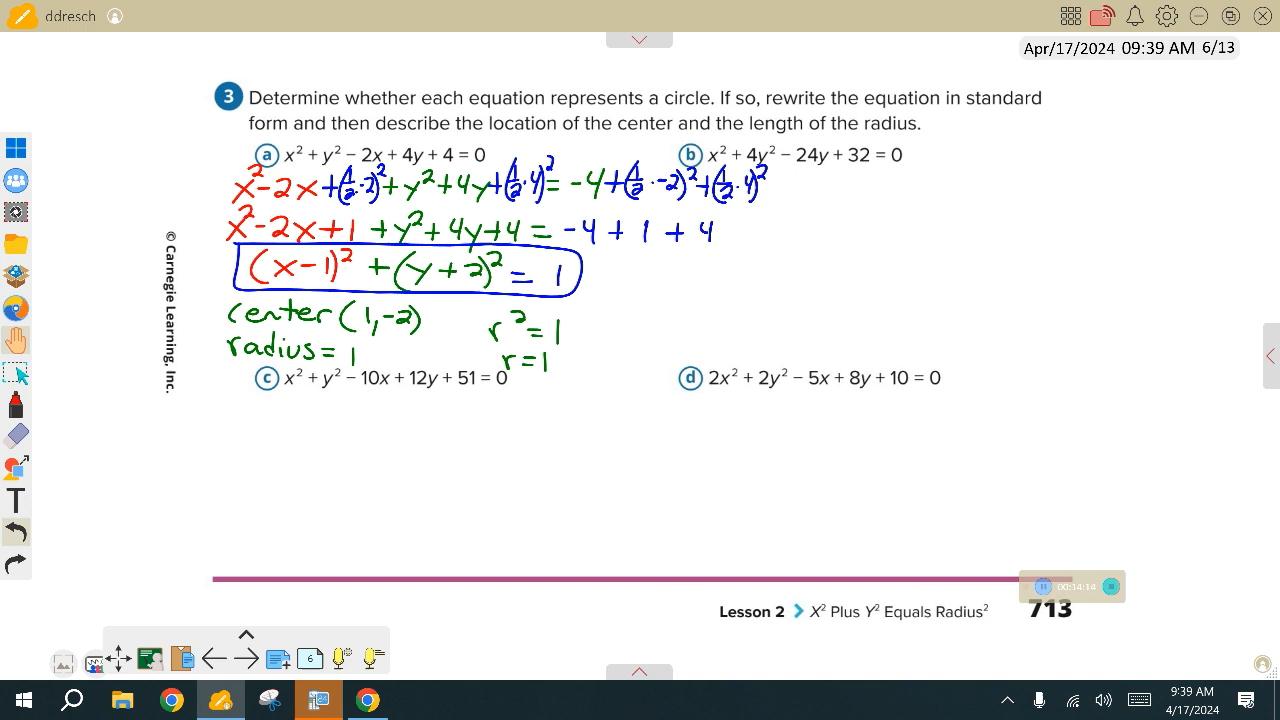 ddresch
Apr/17/2024 09:39 AM 6/13
3 Determine whether each equation represents a circle. If so, rewrite the equation in standard
form and then describe the location of the center and the length of the radius.
a x² + y² − 2x + 4y + 4 = 0
b x² + 4y² − 24y + 32 = 0
x² - 2x + (1/2 · -2)² + y² + 4y + (1/2 · 4)² = -4 + (1/2 · -2)² + (1/2 · 4)²
x² - 2x + 1 + y² + 4y + 4 = -4 + 1 + 4
(x - 1)² + (y + 2)² = 1
center (1, -2)
radius = 1
r² = 1
r = 1
c x² + y² − 10x + 12y + 51 = 0
d 2x² + 2y² − 5x + 8y + 10 = 0
© Carnegie Learning, Inc.
T
00:14:14
Lesson 2 > X² Plus Y² Equals Radius² 713
6
9:39 AM
4/17/2024